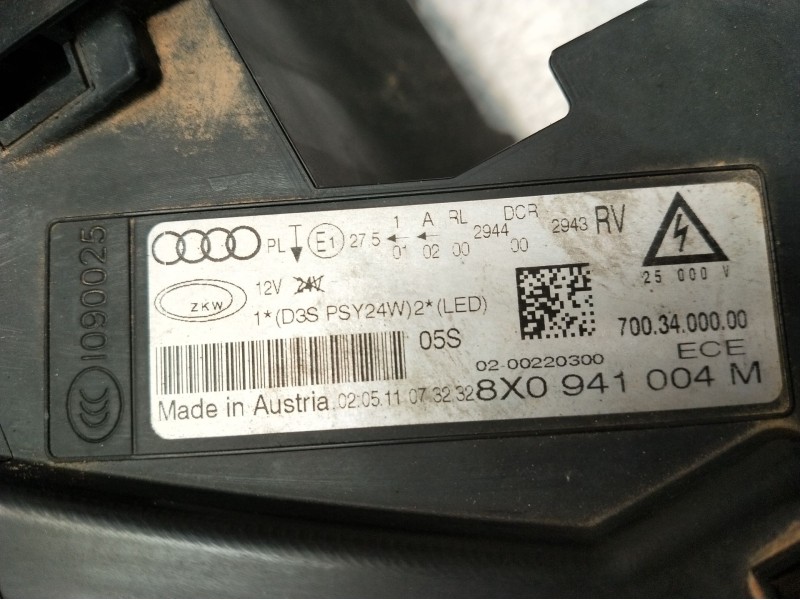 PL E1 27.5 1 A RL DCR RV
01 02 00 2944 00 2943
25 000 V
ZKW 12V 24V
1*(D3S PSY24W)2*(LED)
05S
700.34.000.00
02-00220300 ECE
Made in Austria 02.05.11 07 32 32 8X0 941 004 M
CCC I090025